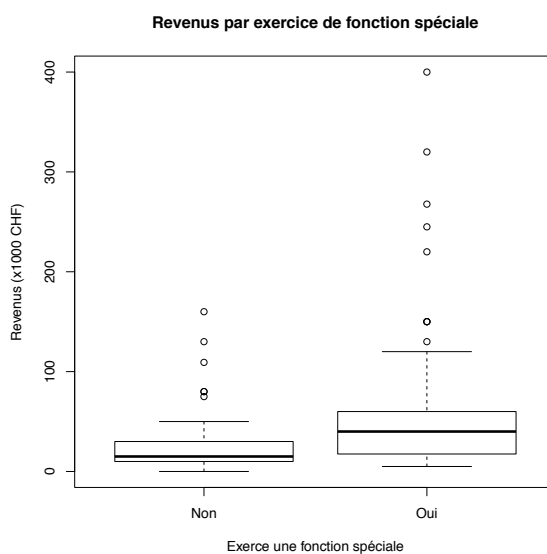 Revenus par exercice de fonction spéciale
400
300
200
100
0
Revenus (x1000 CHF)
Non
Oui
Exerce une fonction spéciale